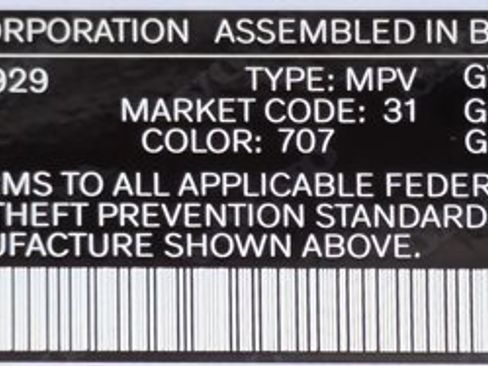 ORPORATION ASSEMBLED IN B
929 TYPE: MPV G
MARKET CODE: 31 G
COLOR: 707 G
MS TO ALL APPLICABLE FEDER
THEFT PREVENTION STANDARD
UFACTURE SHOWN ABOVE.